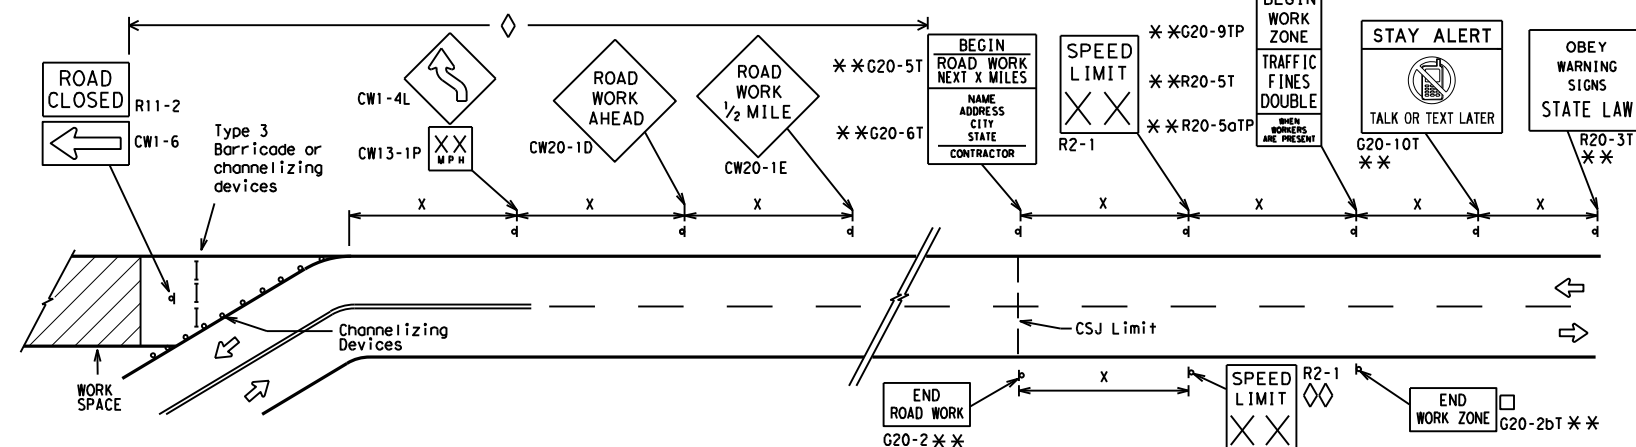 ROAD
CLOSED
R11-2
CW1-6
Type 3
Barricade or
channelizing
devices
CW1-4L
XX
MPH
CW13-1P
ROAD
WORK
AHEAD
CW20-1D
ROAD
WORK
1/2 MILE
CW20-1E
**G20-5T
**G20-6T
BEGIN
ROAD WORK
NEXT X MILES
NAME
ADDRESS
CITY
STATE
CONTRACTOR
SPEED
LIMIT
X X
R2-1
**G20-9TP
**R20-5T
**R20-5aTP
BEGIN
WORK
ZONE
TRAFFIC
FINES
DOUBLE
WHEN
WORKERS
ARE PRESENT
STAY ALERT
TALK OR TEXT LATER
G20-10T
**
OBEY
WARNING
SIGNS
STATE LAW
R20-3T
**
X
X
X
X
X
X
X
Channelizing
Devices
CSJ Limit
WORK
SPACE
END
ROAD WORK
G20-2**
X
SPEED
LIMIT
X X
R2-1
END
WORK ZONE
G20-2bT**